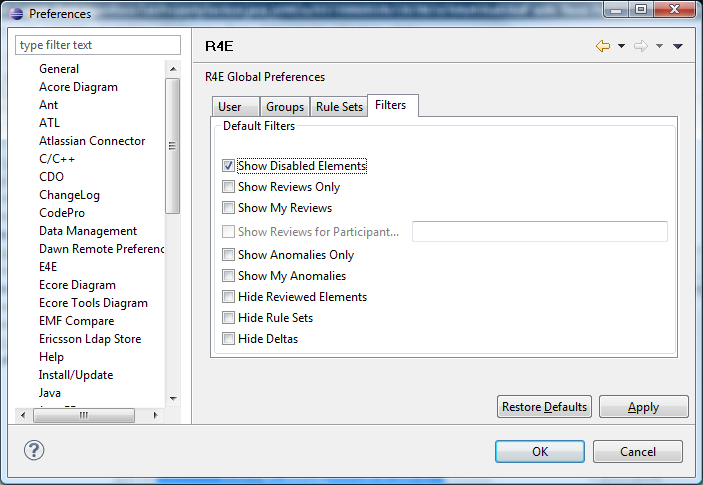 Preferences
type filter text
General
Acore Diagram
Ant
ATL
Atlassian Connector
C/C++
CDO
ChangeLog
CodePro
Data Management
Dawn Remote Preferenc
E4E
Ecore Diagram
Ecore Tools Diagram
EMF Compare
Ericsson Ldap Store
Help
Install/Update
Java
R4E
R4E Global Preferences
User Groups Rule Sets Filters
Default Filters
Show Disabled Elements
Show Reviews Only
Show My Reviews
Show Reviews for Participant...
Show Anomalies Only
Show My Anomalies
Hide Reviewed Elements
Hide Rule Sets
Hide Deltas
Restore Defaults Apply
OK Cancel